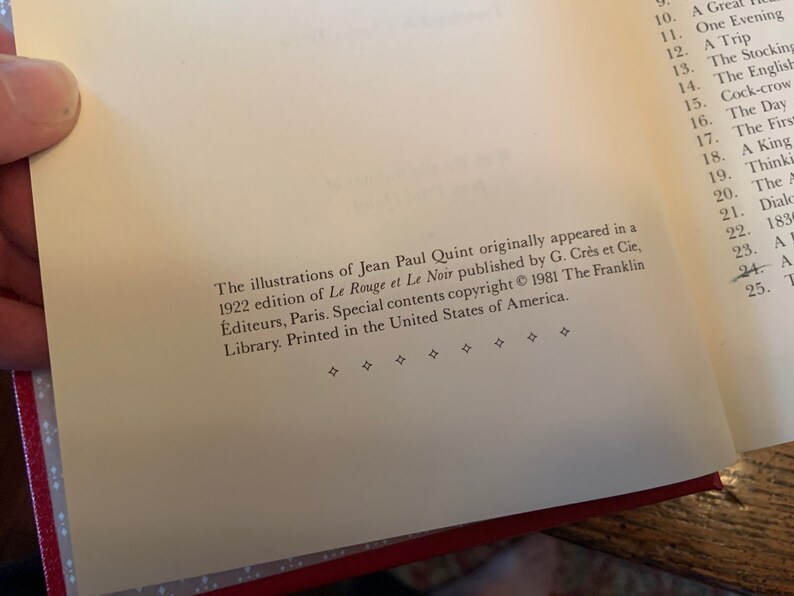 The illustrations of Jean Paul Quint originally appeared in a
1922 edition of Le Rouge et Le Noir published by G. Crès et Cie,
Éditeurs, Paris. Special contents copyright © 1981 The Franklin
Library. Printed in the United States of America.
9.
10. A Great
11. One Evening
12. A Trip
13. The Stocking
14. The English
15. Cock-crow
16. The Day
17. The First
18. A King
19.
20. The A
21.
22. 1830
23. A
24. A
25. T